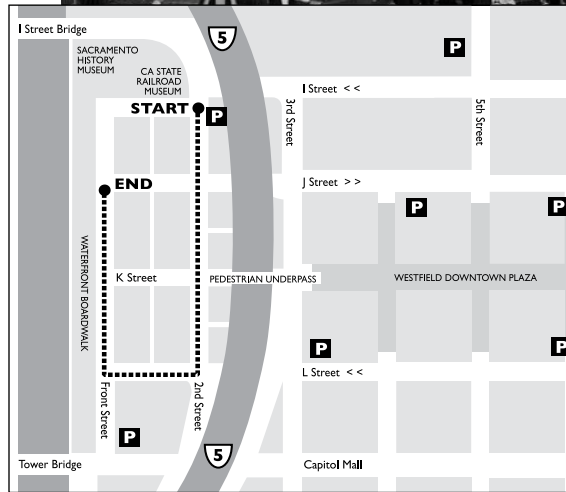 I Street Bridge
5
P
SACRAMENTO
HISTORY
MUSEUM
CA STATE
RAILROAD
MUSEUM
I Street < <
START
P
3rd Street
5th Street
END
J Street > >
P
P
WATERFRONT BOARDWALK
K Street
PEDESTRIAN UNDERPASS
WESTFIELD DOWNTOWN PLAZA
P
P
L Street < <
Front Street
2nd Street
P
5
Tower Bridge
Capitol Mall